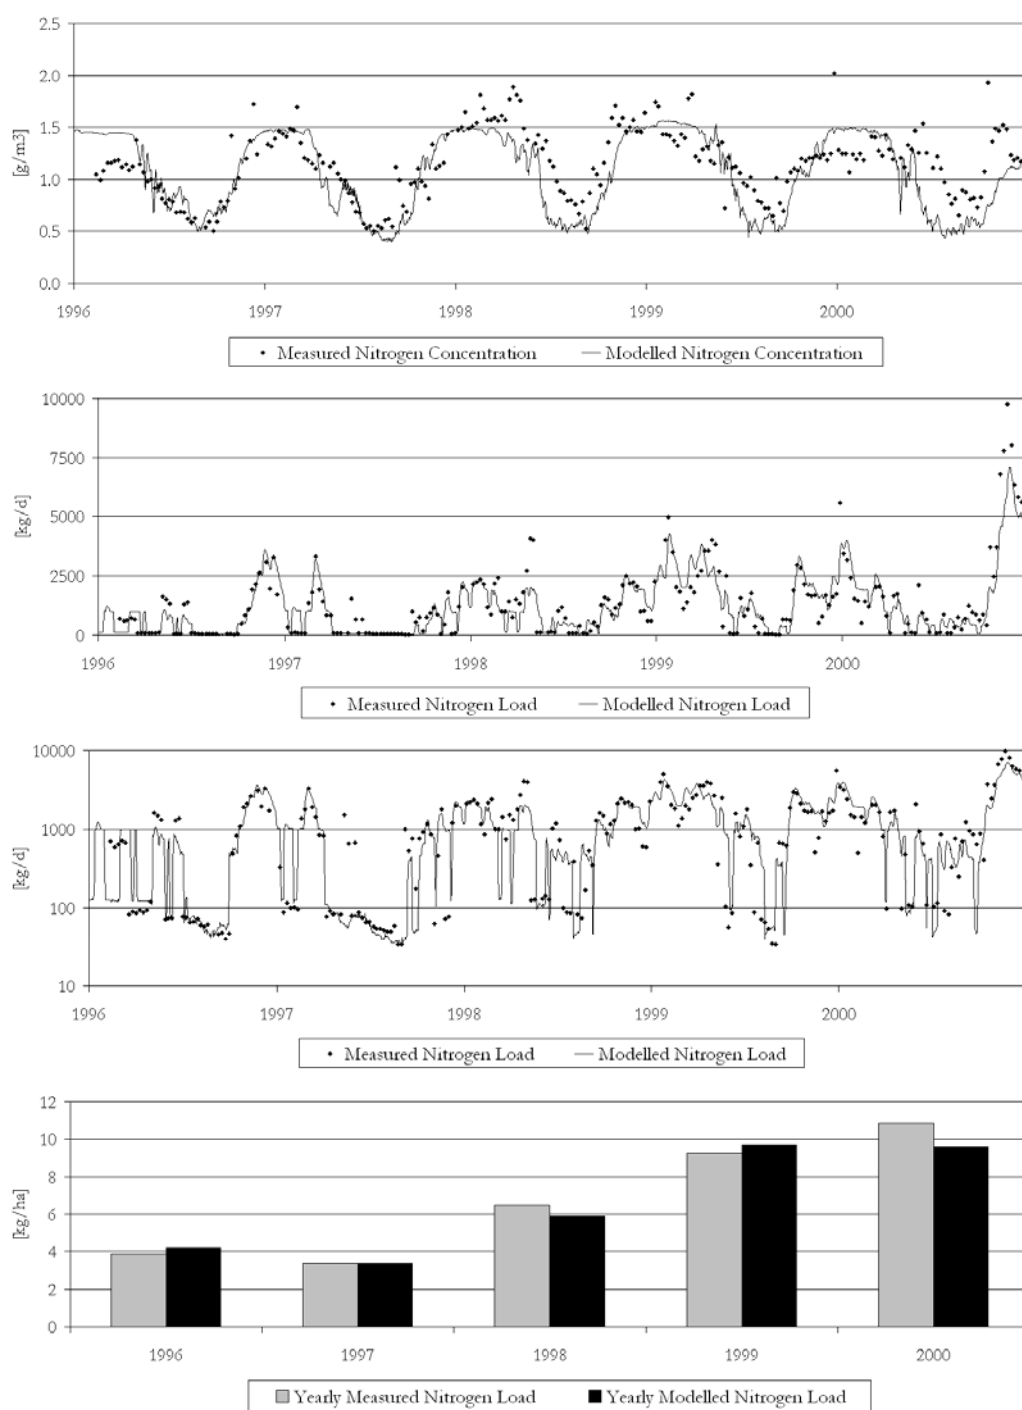 2.5
2.0
1.5
1.0
0.5
0.0
[g/m3]
1996 1997 1998 1999 2000
Measured Nitrogen Concentration Modelled Nitrogen Concentration
10000
7500
5000
2500
0
[kg/d]
1996 1997 1998 1999 2000
Measured Nitrogen Load Modelled Nitrogen Load
10000
1000
100
10
[kg/d]
1996 1997 1998 1999 2000
Measured Nitrogen Load Modelled Nitrogen Load
12
10
8
6
4
2
0
[kg/ha]
1996 1997 1998 1999 2000
Yearly Measured Nitrogen Load Yearly Modelled Nitrogen Load